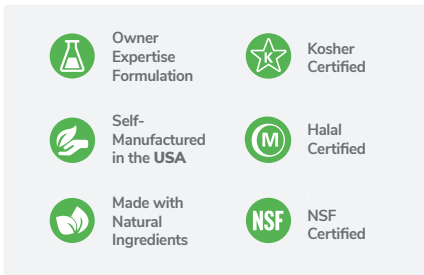 Owner
Expertise
Formulation
K
Kosher
Certified
Self-
Manufactured
in the USA
M
Halal
Certified
Made with
Natural
Ingredients
NSF
NSF
Certified